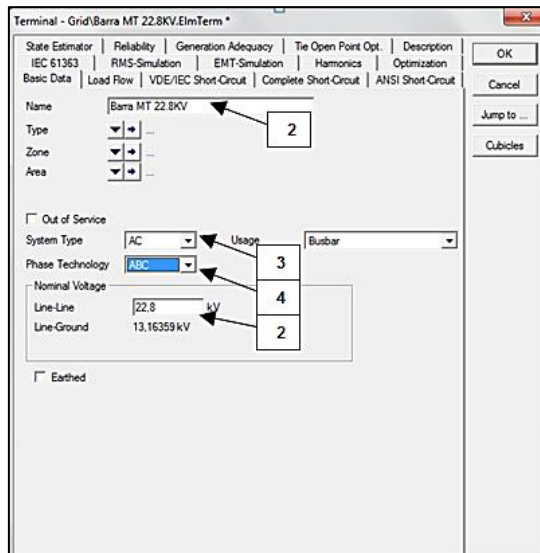 Terminal - Grid\Barra MT 22.8KV.ElmTerm *
State Estimator Reliability Generation Adequacy Tie Open Point Opt. Description
IEC 61363 RMS-Simulation EMT-Simulation Harmonics Optimization
Basic Data Load Flow VDE/IEC Short-Circuit Complete Short-Circuit ANSI Short-Circuit
OK
Cancel
Jump to ...
Cubicles
Name Barra MT 22.8KV
2
Type ...
Zone ...
Area ...
Out of Service
System Type AC Usage Busbar
3
Phase Technology ABC
4
Nominal Voltage
Line-Line 22,8 kV
Line-Ground 13,16359 kV
2
Earthed